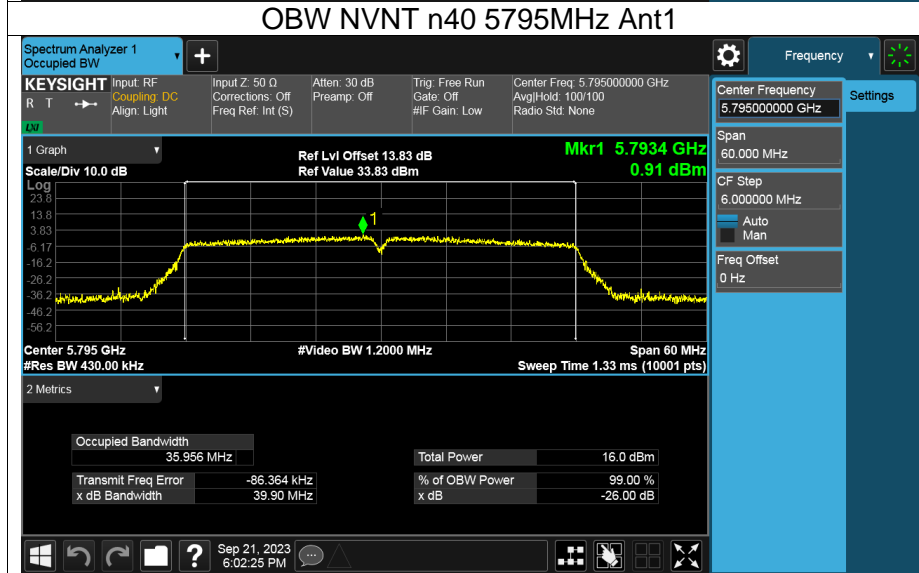 OBW NVNT n40 5795MHz Ant1
Spectrum Analyzer 1
Occupied BW
+
Frequency
KEYSIGHT
R T
LXI
Input: RF
Coupling: DC
Align: Light
Input Z: 50 Ω
Corrections: Off
Freq Ref: Int (S)
Atten: 30 dB
Preamp: Off
Trig: Free Run
Gate: Off
#IF Gain: Low
Center Freq: 5.795000000 GHz
Avg|Hold: 100/100
Radio Std: None
Center Frequency
5.795000000 GHz
Settings
Span
60.000 MHz
CF Step
6.000000 MHz
Auto
Man
Freq Offset
0 Hz
1 Graph
Scale/Div 10.0 dB
Ref Lvl Offset 13.83 dB
Ref Value 33.83 dBm
Mkr1 5.7934 GHz
0.91 dBm
Log
23.8
13.8
3.83
-6.17
-16.2
-26.2
-36.2
-46.2
-56.2
1
Center 5.795 GHz
#Res BW 430.00 kHz
#Video BW 1.2000 MHz
Span 60 MHz
Sweep Time 1.33 ms (10001 pts)
2 Metrics
Occupied Bandwidth
35.956 MHz
Transmit Freq Error -86.364 kHz
x dB Bandwidth 39.90 MHz
Total Power 16.0 dBm
% of OBW Power 99.00 %
x dB -26.00 dB
?
Sep 21, 2023
6:02:25 PM